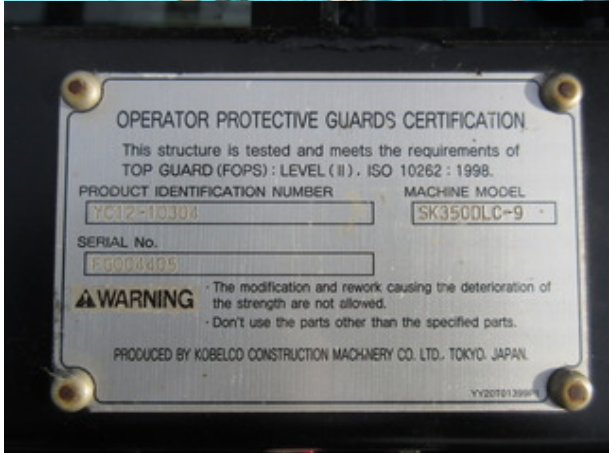 OPERATOR PROTECTIVE GUARDS CERTIFICATION
This structure is tested and meets the requirements of
TOP GUARD (FOPS) : LEVEL (II), ISO 10262 : 1998.
PRODUCT IDENTIFICATION NUMBER MACHINE MODEL
YC12-10304 SK350DLC-9
SERIAL No.
FG004405
WARNING · The modification and rework causing the deterioration of
the strength are not allowed.
· Don't use the parts other than the specified parts.
PRODUCED BY KOBELCO CONSTRUCTION MACHINERY CO. LTD., TOKYO, JAPAN.